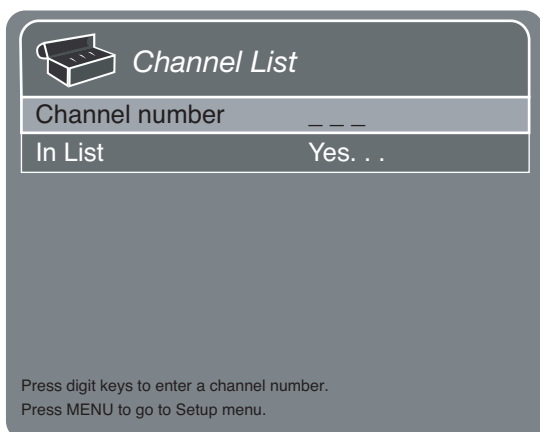 Channel List
Channel number _ _ _
In List Yes. . .
Press digit keys to enter a channel number.
Press MENU to go to Setup menu.